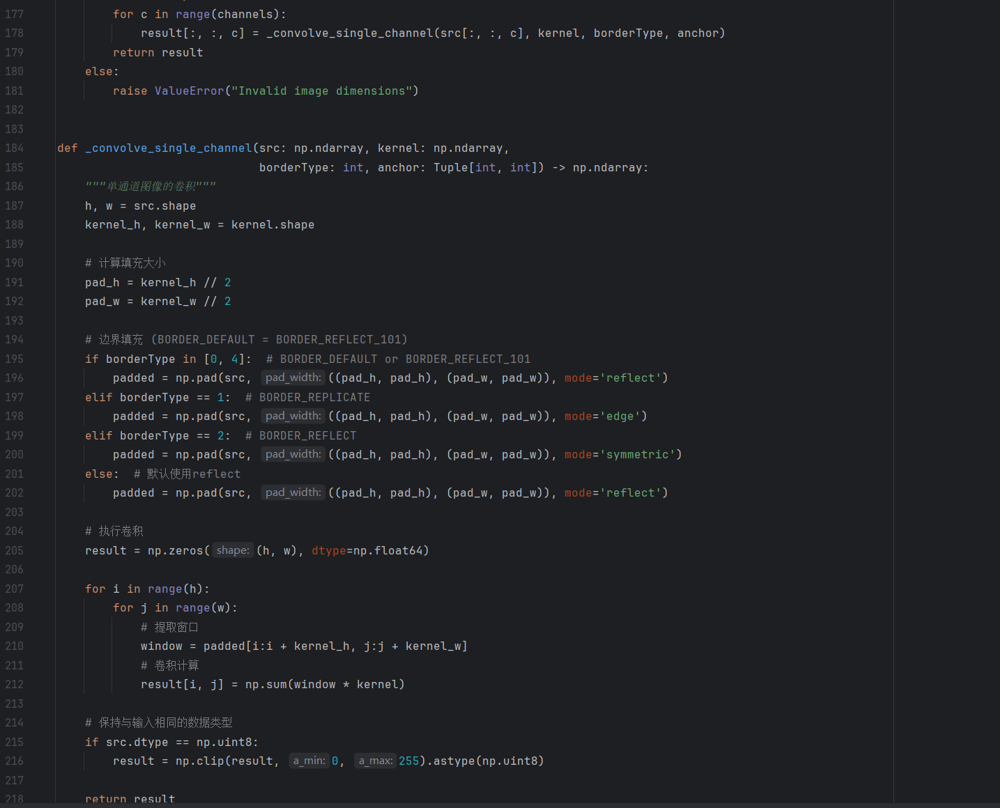 177 for c in range(channels):
178 result[:, :, c] = _convolve_single_channel(src[:, :, c], kernel, borderType, anchor)
179 return result
180 else:
181 raise ValueError("Invalid image dimensions")
182
183
184 def _convolve_single_channel(src: np.ndarray, kernel: np.ndarray,
185 borderType: int, anchor: Tuple[int, int]) -> np.ndarray:
186 """单通道图像的卷积"""
187 h, w = src.shape
188 kernel_h, kernel_w = kernel.shape
189
190 # 计算填充大小
191 pad_h = kernel_h // 2
192 pad_w = kernel_w // 2
193
194 # 边界填充 (BORDER_DEFAULT = BORDER_REFLECT_101)
195 if borderType in [0, 4]: # BORDER_DEFAULT or BORDER_REFLECT_101
196 padded = np.pad(src, pad_width: ((pad_h, pad_h), (pad_w, pad_w)), mode='reflect')
197 elif borderType == 1: # BORDER_REPLICATE
198 padded = np.pad(src, pad_width: ((pad_h, pad_h), (pad_w, pad_w)), mode='edge')
199 elif borderType == 2: # BORDER_REFLECT
200 padded = np.pad(src, pad_width: ((pad_h, pad_h), (pad_w, pad_w)), mode='symmetric')
201 else: # 默认使用reflect
202 padded = np.pad(src, pad_width: ((pad_h, pad_h), (pad_w, pad_w)), mode='reflect')
203
204 # 执行卷积
205 result = np.zeros( shape: (h, w), dtype=np.float64)
206
207 for i in range(h):
208 for j in range(w):
209 # 提取窗口
210 window = padded[i:i + kernel_h, j:j + kernel_w]
211 # 卷积计算
212 result[i, j] = np.sum(window * kernel)
213
214 # 保持与输入相同的数据类型
215 if src.dtype == np.uint8:
216 result = np.clip(result, a_min: 0, a_max: 255).astype(np.uint8)
217
218 return result